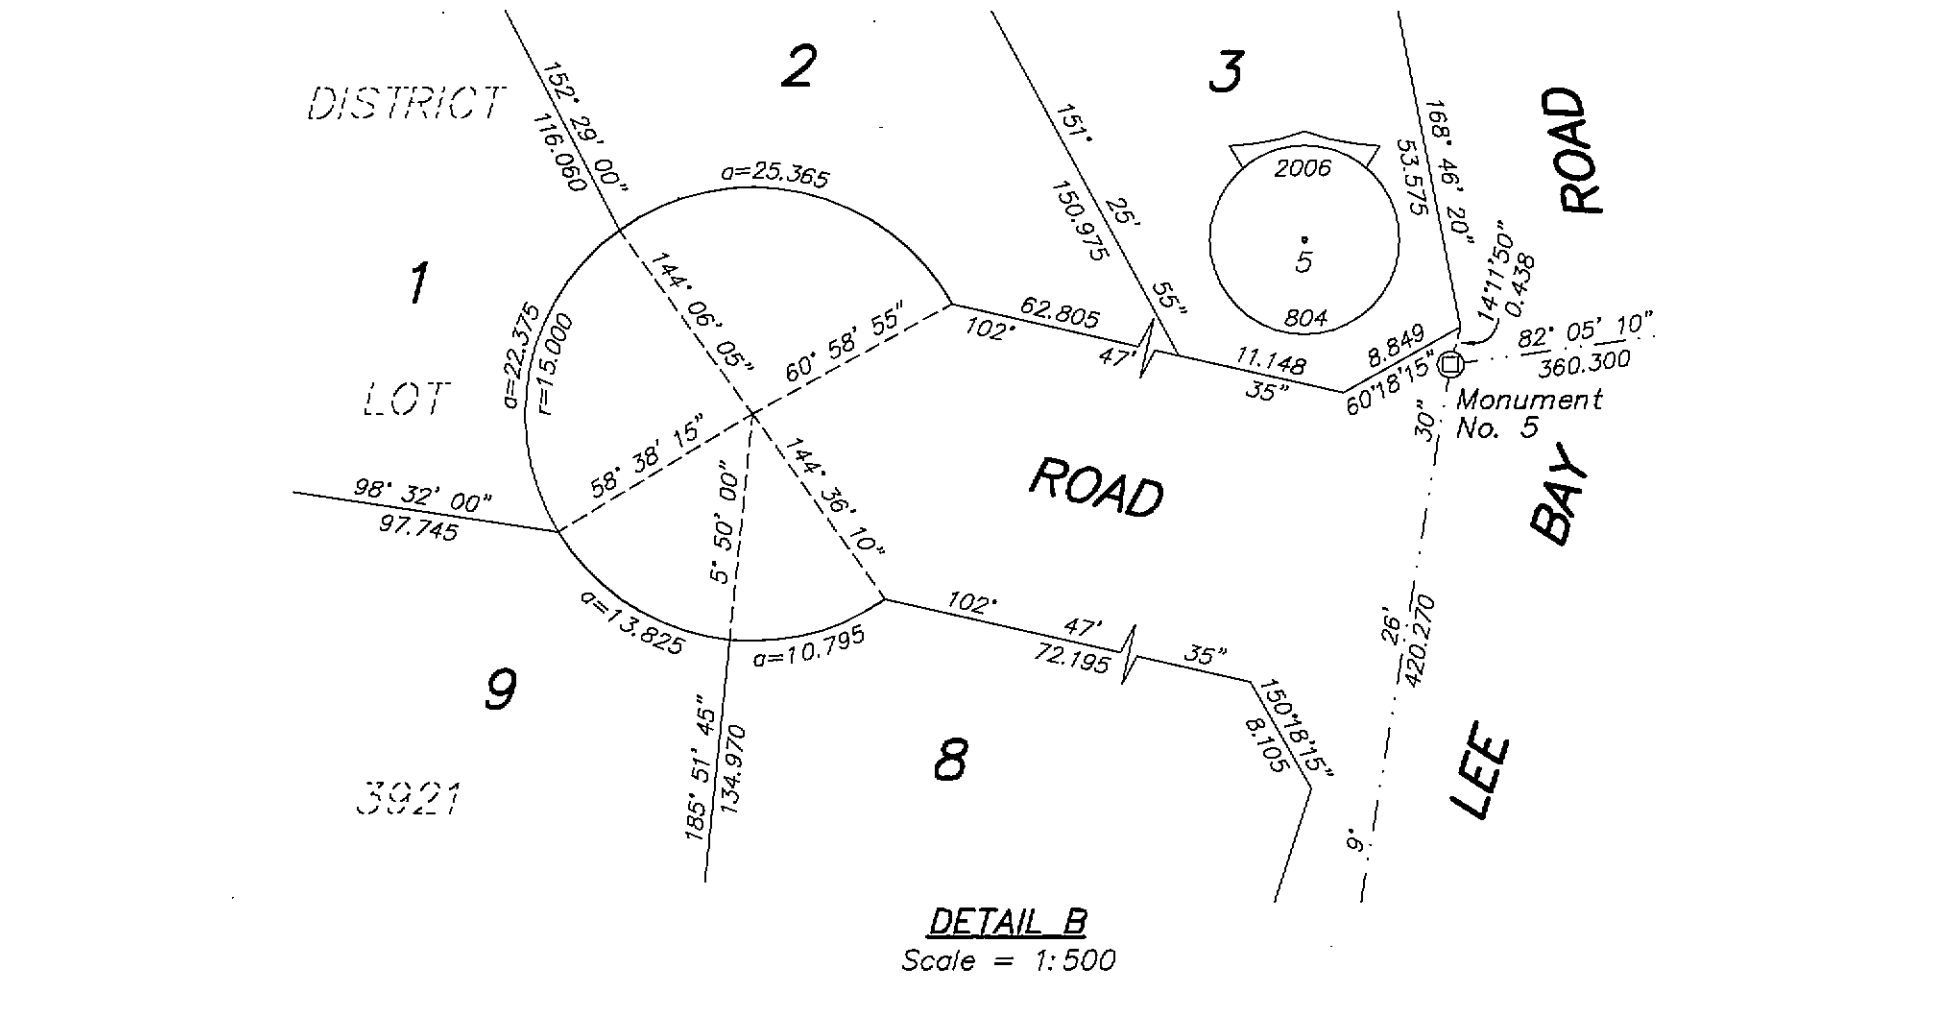 DISTRICT
LOT
3921
1
2
3
9
8
152° 29' 00"
116.060
a=25.365
a=22.375
r=15.000
144° 06' 05"
60° 58' 55"
58° 38' 15"
98° 32' 00"
97.745
5° 50' 00"
144° 36' 10"
a=13.825
a=10.795
185° 51' 45"
134.970
151° 25' 55"
150.975
62.805
102° 47' 35"
11.148
2006
5
804
8.849
60°18'15"
168° 46' 20"
53.575
14°11'50"
0.438
82° 05' 10"
360.300
Monument
No. 5
ROAD
102° 47' 35"
72.195
150°18'15"
8.105
9° 26' 30"
420.270
LEE BAY ROAD
DETAIL B
Scale = 1:500